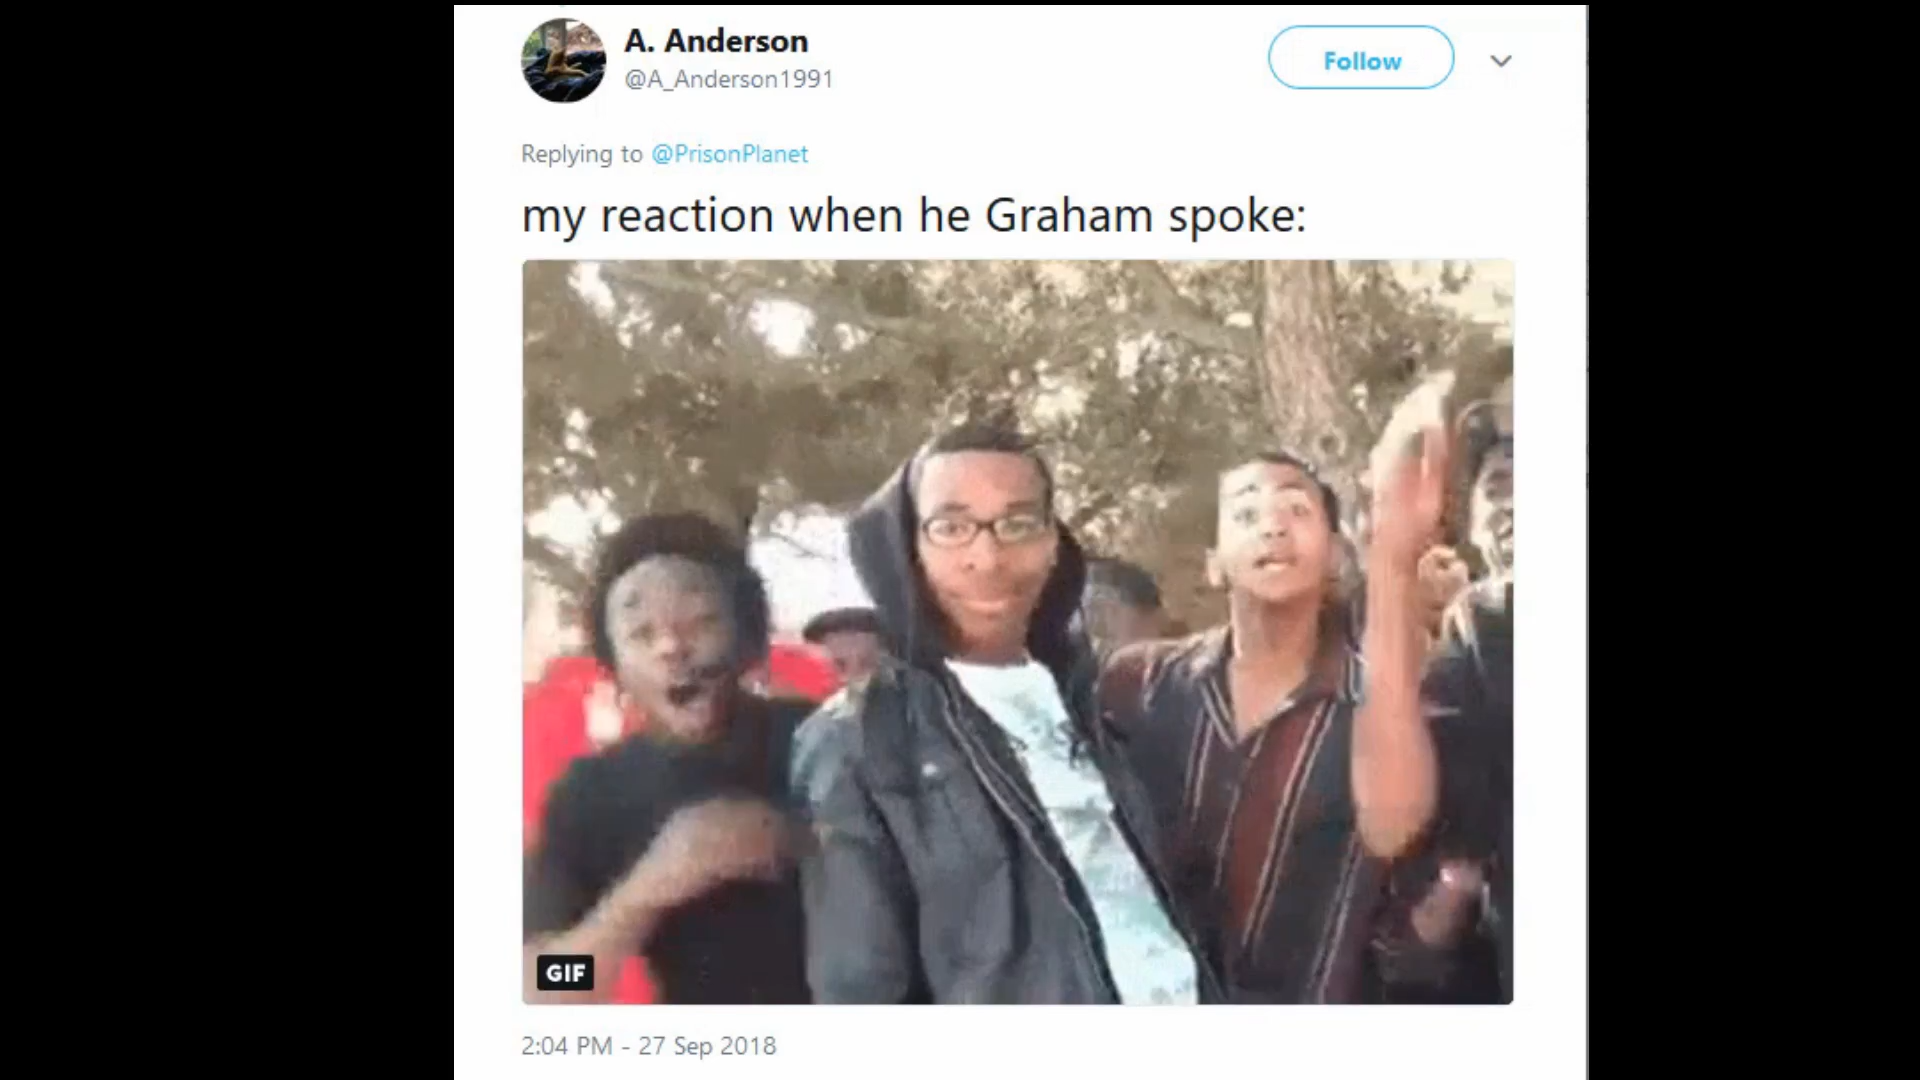 A. Anderson
@A_Anderson1991
Follow
Replying to @PrisonPlanet
my reaction when he Graham spoke:
GIF
2:04 PM - 27 Sep 2018